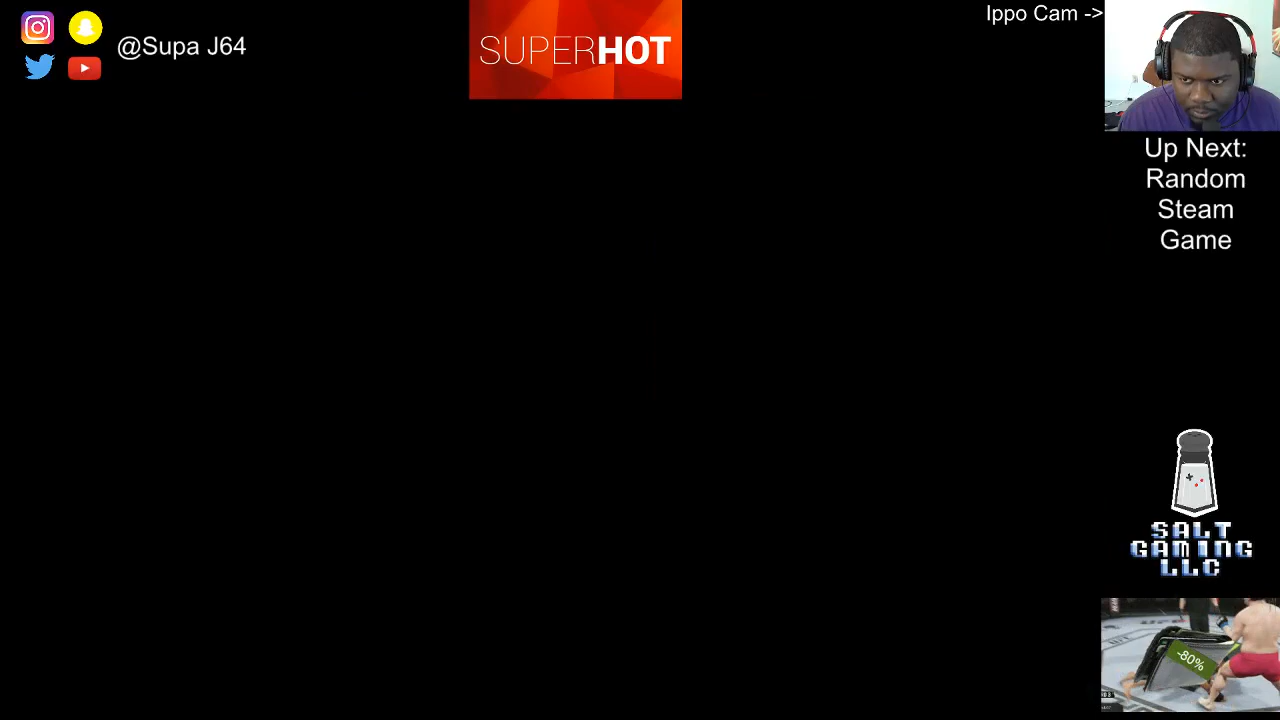 @Supa J64
SUPERHOT
Ippo Cam ->
Up Next:
Random
Steam
Game
SALT
GAMING
LLC
-80%